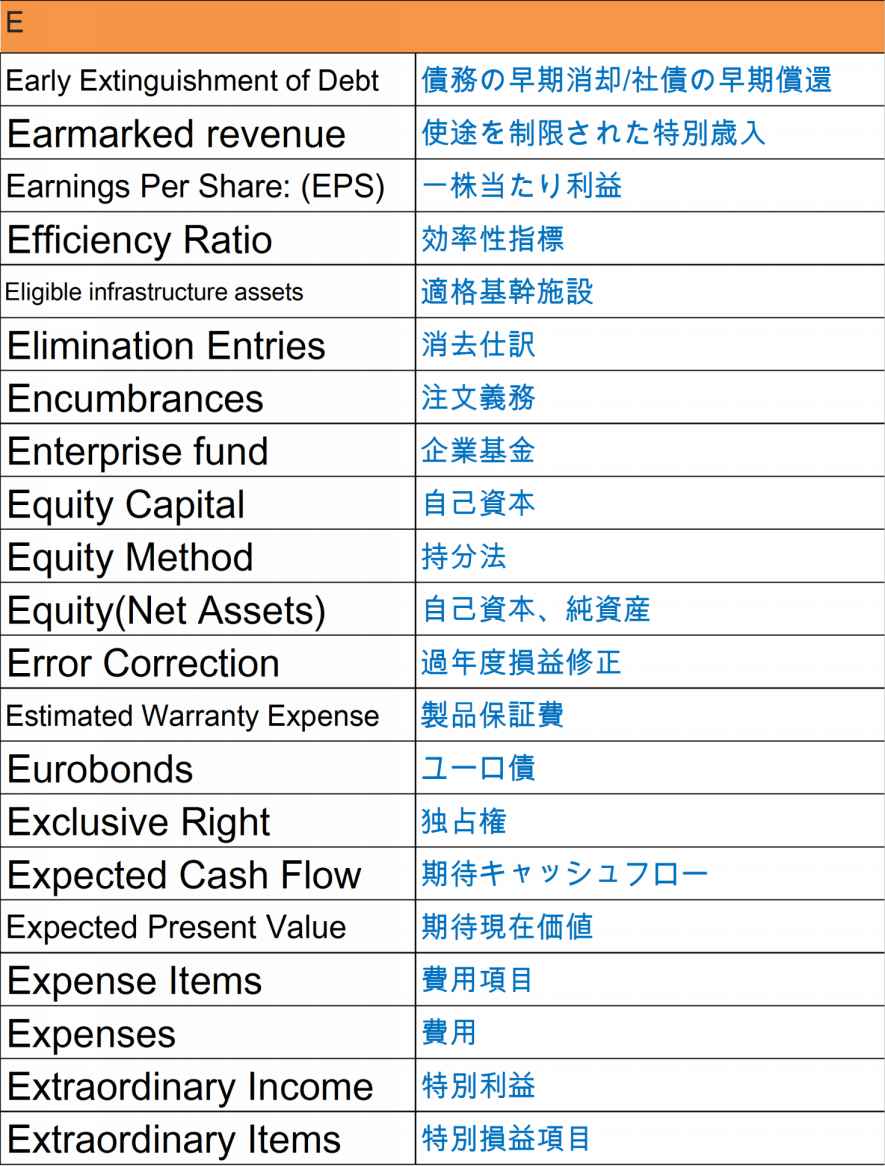 E
Early Extinguishment of Debt 債務の早期消却/社債の早期償還
Earmarked revenue 使途を制限された特別歳入
Earnings Per Share: (EPS) 一株当たり利益
Efficiency Ratio 効率性指標
Eligible infrastructure assets 適格基幹施設
Elimination Entries 消去仕訳
Encumbrances 注文義務
Enterprise fund 企業基金
Equity Capital 自己資本
Equity Method 持分法
Equity(Net Assets) 自己資本、純資産
Error Correction 過年度損益修正
Estimated Warranty Expense 製品保証費
Eurobonds ユーロ債
Exclusive Right 独占権
Expected Cash Flow 期待キャッシュフロー
Expected Present Value 期待現在価値
Expense Items 費用項目
Expenses 費用
Extraordinary Income 特別利益
Extraordinary Items 特別損益項目